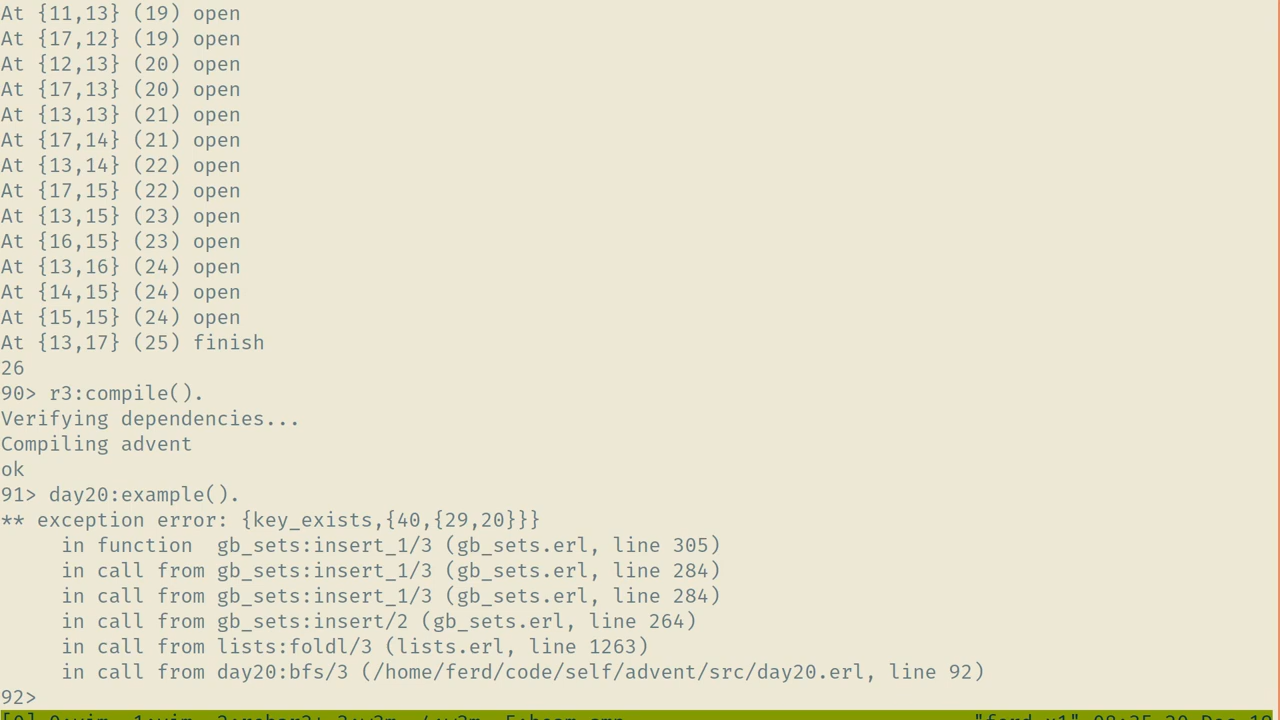 At {11,13} (19) open
At {17,12} (19) open
At {12,13} (20) open
At {17,13} (20) open
At {13,13} (21) open
At {17,14} (21) open
At {13,14} (22) open
At {17,15} (22) open
At {13,15} (23) open
At {16,15} (23) open
At {13,16} (24) open
At {14,15} (24) open
At {15,15} (24) open
At {13,17} (25) finish
26
90> r3:compile().
Verifying dependencies...
Compiling advent
ok
91> day20:example().
** exception error: {key_exists,{40,{29,20}}}
     in function  gb_sets:insert_1/3 (gb_sets.erl, line 305)
     in call from gb_sets:insert_1/3 (gb_sets.erl, line 284)
     in call from gb_sets:insert_1/3 (gb_sets.erl, line 284)
     in call from gb_sets:insert/2 (gb_sets.erl, line 264)
     in call from lists:foldl/3 (lists.erl, line 1263)
     in call from day20:bfs/3 (/home/ferd/code/self/advent/src/day20.erl, line 92)
92>